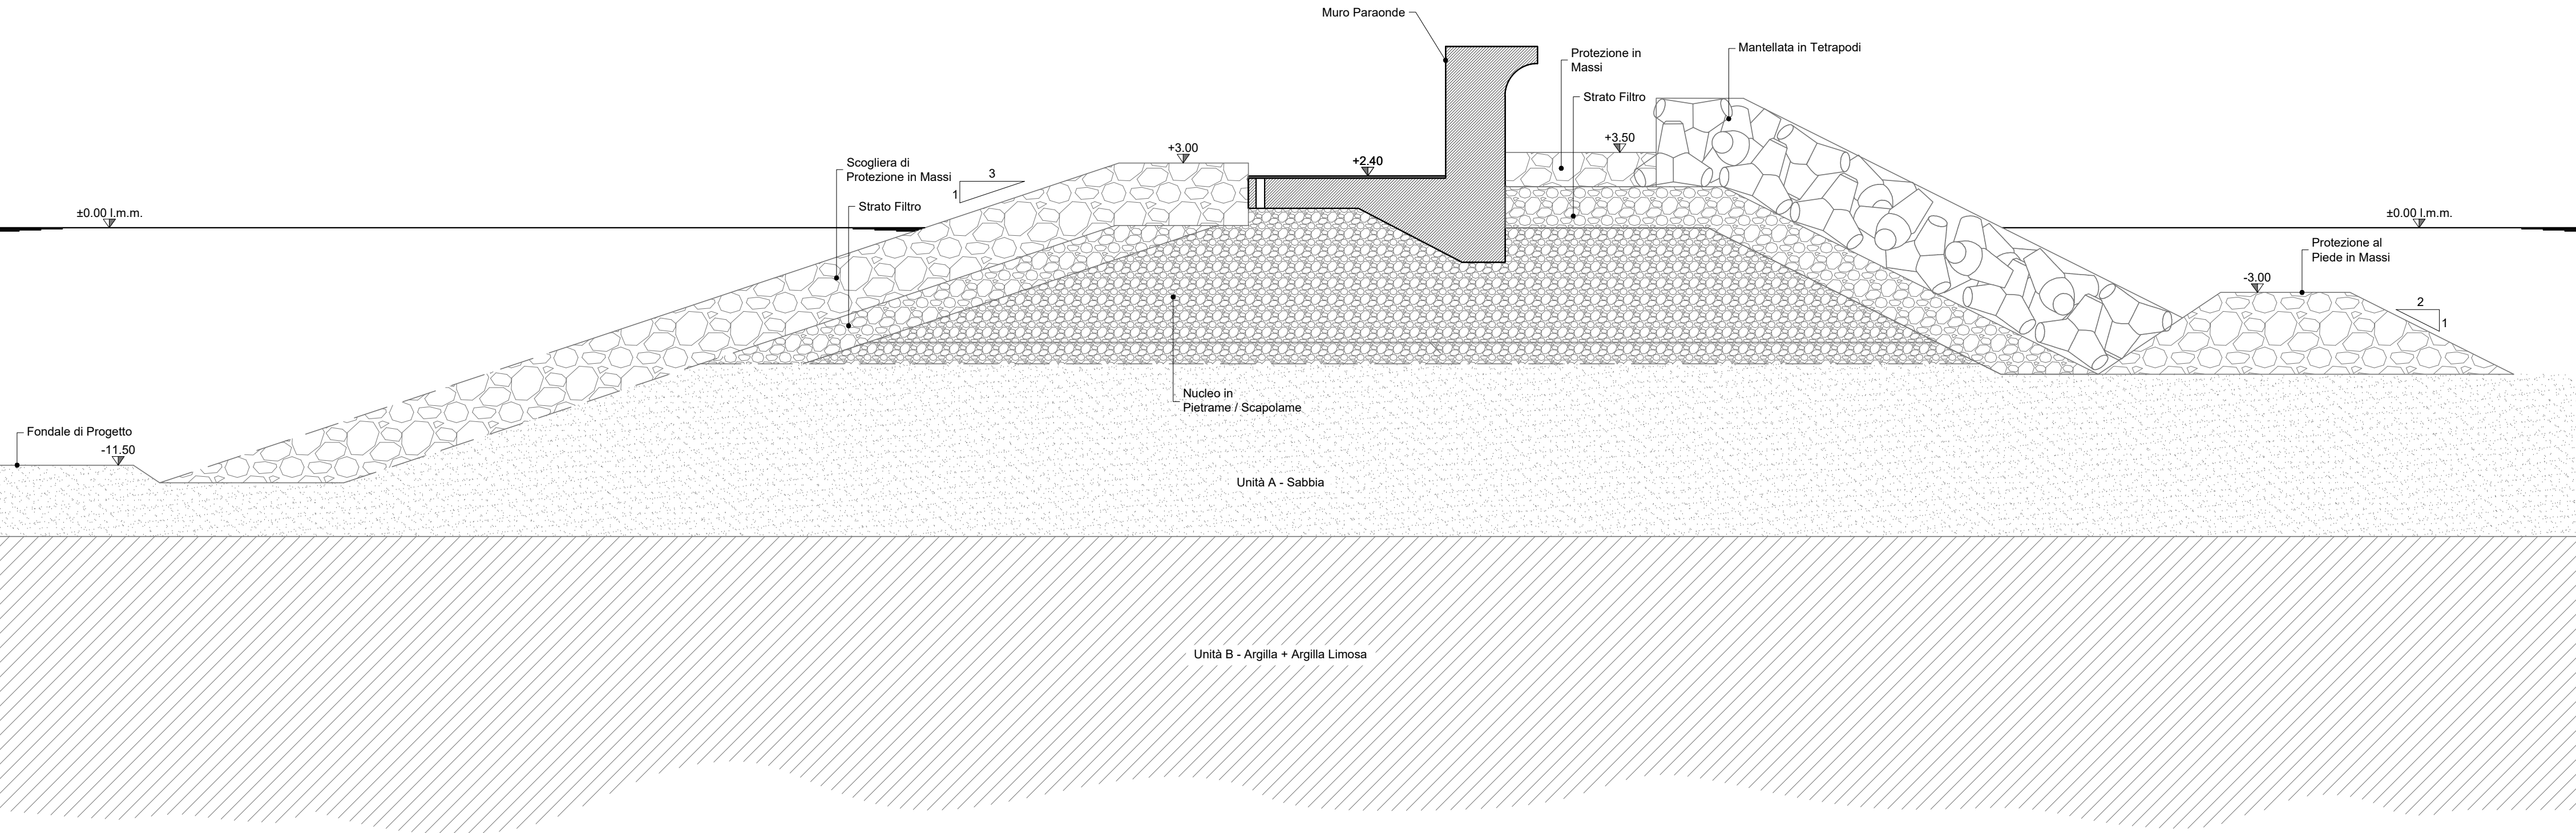 Muro Paraonde
Protezione in
Massi
Mantellata in Tetrapodi
Strato Filtro
+3.50
+3.00
+2.40
Scogliera di
Protezione in Massi
3
1
Strato Filtro
±0.00 l.m.m.
±0.00 l.m.m.
Protezione al
Piede in Massi
-3.00
2
1
Nucleo in
Pietrame / Scapolame
Fondale di Progetto
-11.50
Unità A - Sabbia
Unità B - Argilla + Argilla Limosa